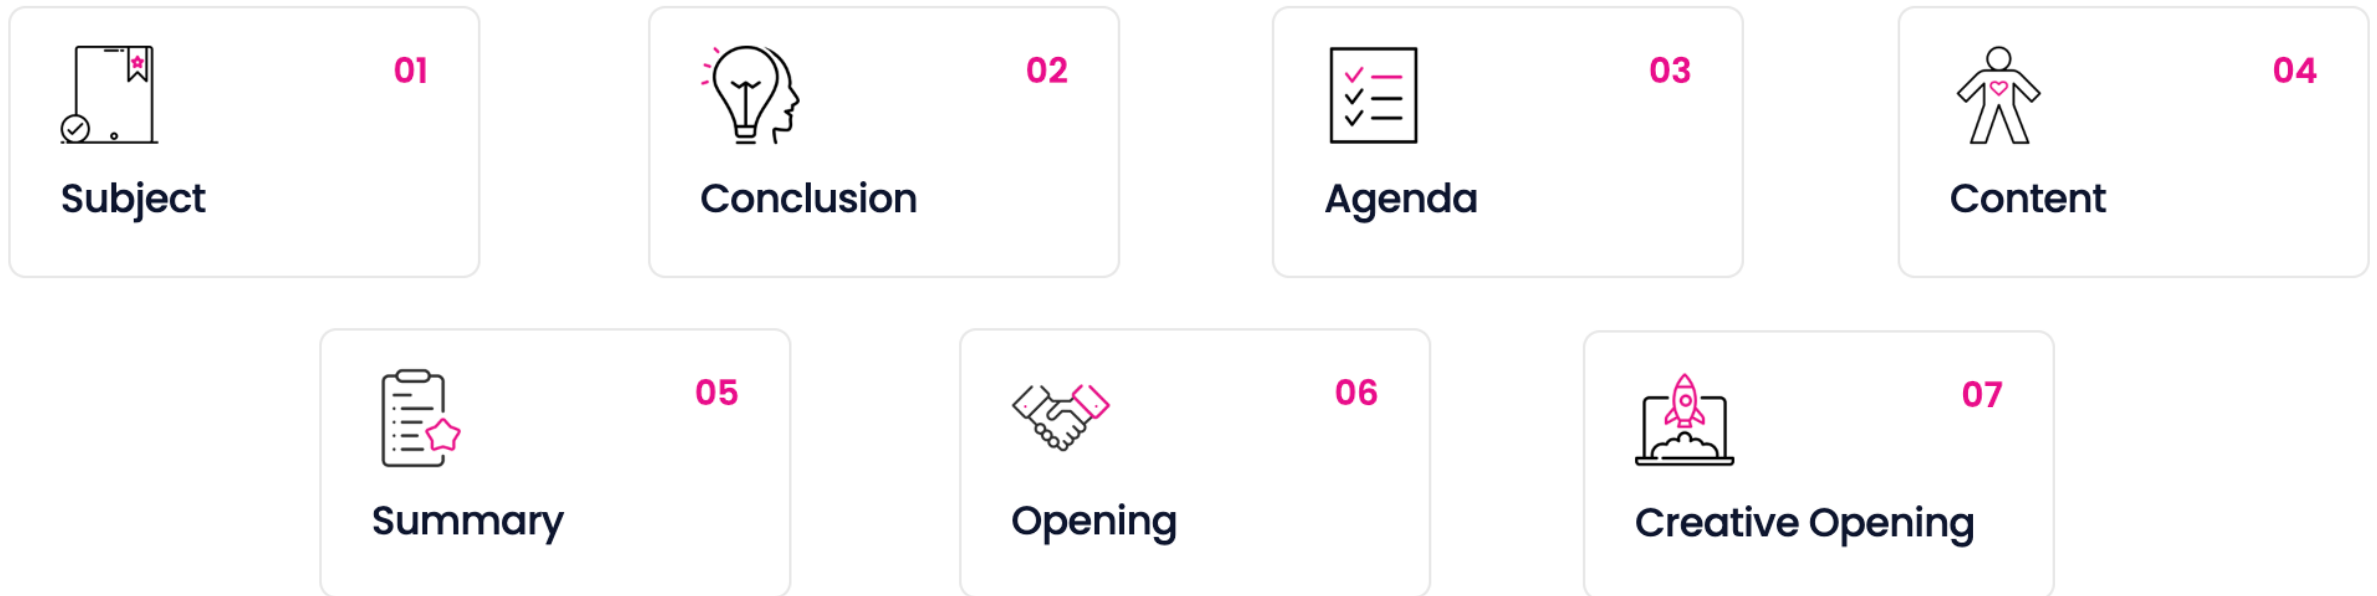 01
Subject
02
Conclusion
03
Agenda
04
Content
05
Summary
06
Opening
07
Creative Opening